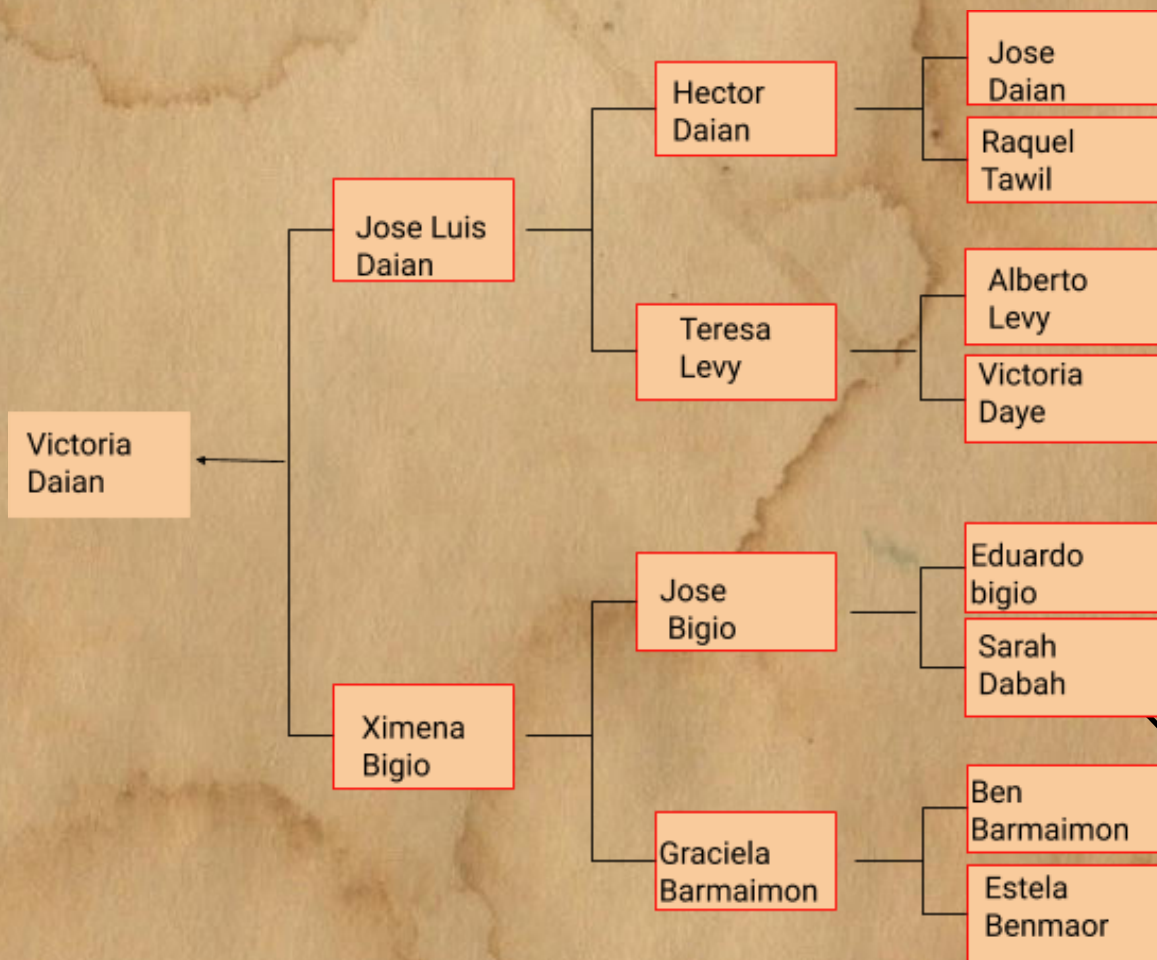 Jose
Daian
Hector
Daian
Raquel
Tawil
Jose Luis
Daian
Alberto
Levy
Teresa
Levy
Victoria
Daye
Victoria
Daian
Eduardo
bigio
Jose
Bigio
Sarah
Dabah
Ximena
Bigio
Ben
Barmaimon
Graciela
Barmaimon
Estela
Benmaor